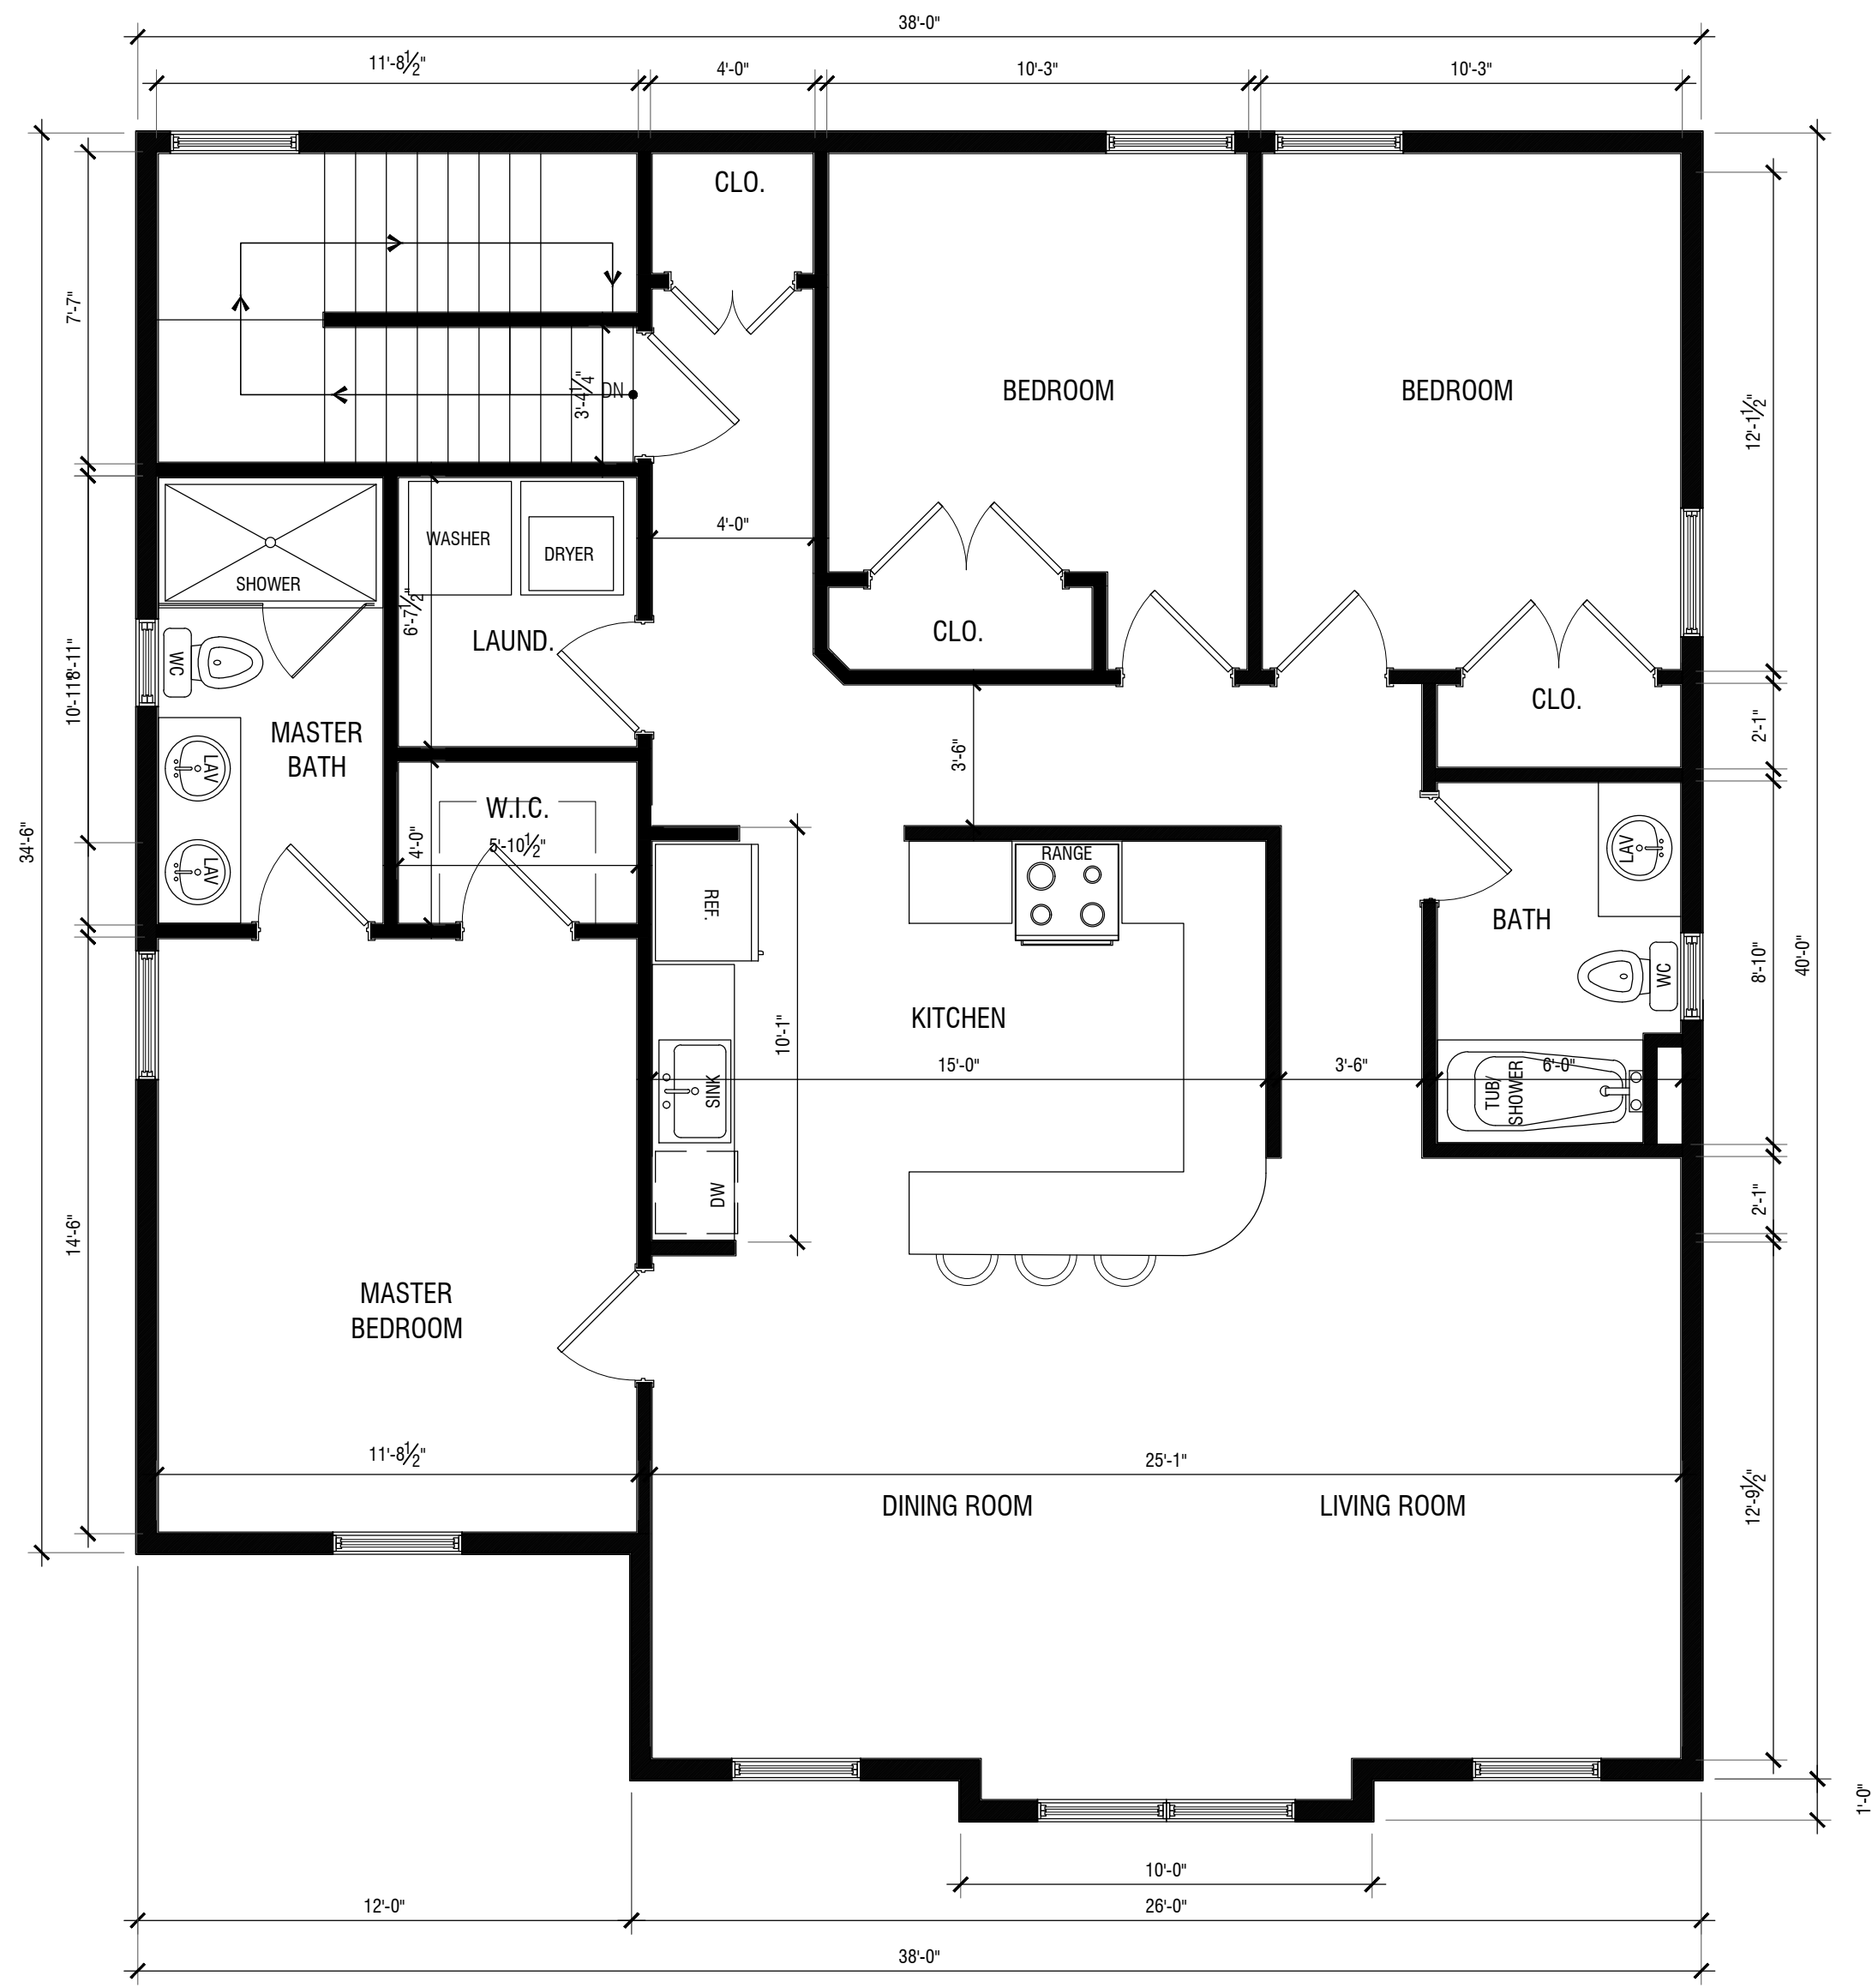 38'-0"
11'-8½"
4'-0"
10'-3"
10'-3"
CLO.
7'-7"
3'-4¼"
DN
BEDROOM
BEDROOM
12'-1½"
WASHER
DRYER
4'-0"
SHOWER
6'-7½"
LAUND.
CLO.
WC
10'-11"
8'-11"
CLO.
2'-1"
MASTER
BATH
LAV
3'-6"
34'-6"
W.I.C.
4'-0"
5'-10½"
LAV
RANGE
LAV
REF.
BATH
8'-10"
40'-0"
WC
KITCHEN
10'-1"
15'-0"
3'-6"
6'-0"
SINK
TUB/
SHOWER
DW
2'-1"
14'-6"
MASTER
BEDROOM
11'-8½"
25'-1"
12'-9½"
DINING ROOM
LIVING ROOM
1'-0"
10'-0"
12'-0"
26'-0"
38'-0"